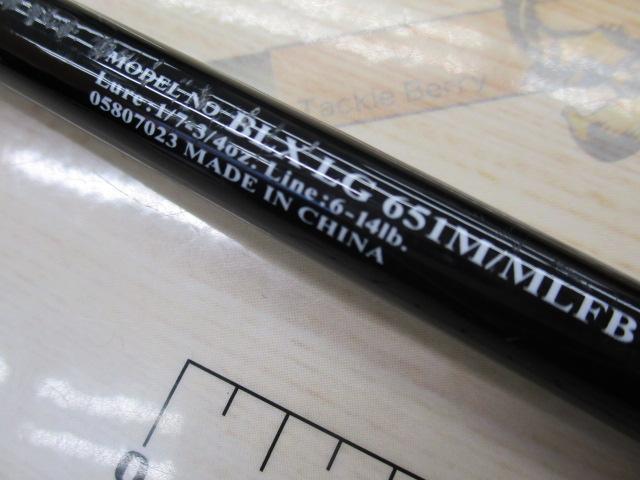 MODEL NO. BLX LG 651M/MLFB
Lure:1/7-3/4oz. Line:6-14lb.
05807023 MADE IN CHINA
Tackle Berry
0